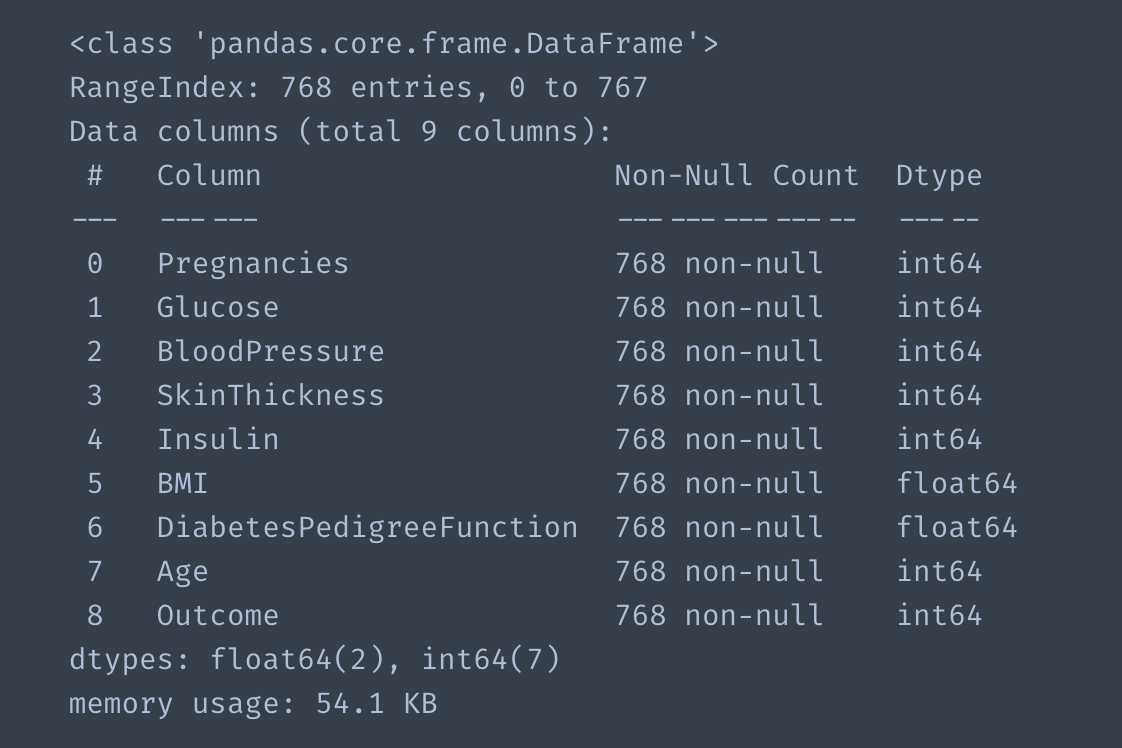 <class 'pandas.core.frame.DataFrame'>
RangeIndex: 768 entries, 0 to 767
Data columns (total 9 columns):
 #   Column                    Non-Null Count  Dtype
---  ------                    --------------  -----
 0   Pregnancies               768 non-null    int64
 1   Glucose                   768 non-null    int64
 2   BloodPressure             768 non-null    int64
 3   SkinThickness             768 non-null    int64
 4   Insulin                   768 non-null    int64
 5   BMI                       768 non-null    float64
 6   DiabetesPedigreeFunction  768 non-null    float64
 7   Age                       768 non-null    int64
 8   Outcome                   768 non-null    int64
dtypes: float64(2), int64(7)
memory usage: 54.1 KB